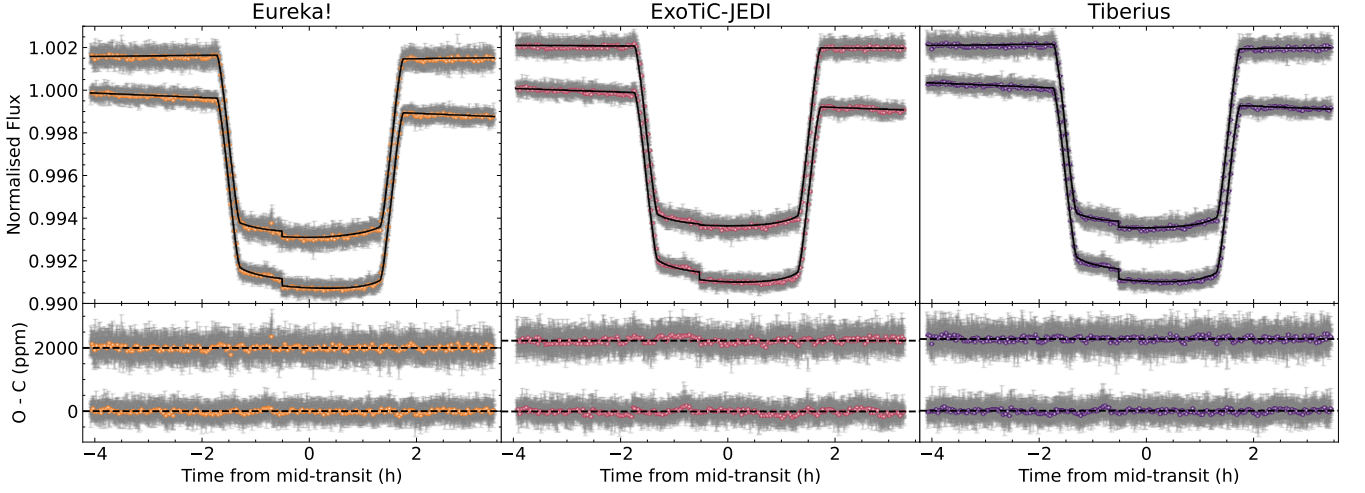 Eureka!
ExoTiC-JEDI
Tiberius
Normalised Flux
1.002
1.000
0.998
0.996
0.994
0.992
0.990
O - C (ppm)
2000
0
−4 −2 0 2
−4 −2 0 2
−4 −2 0 2
Time from mid-transit (h)
Time from mid-transit (h)
Time from mid-transit (h)